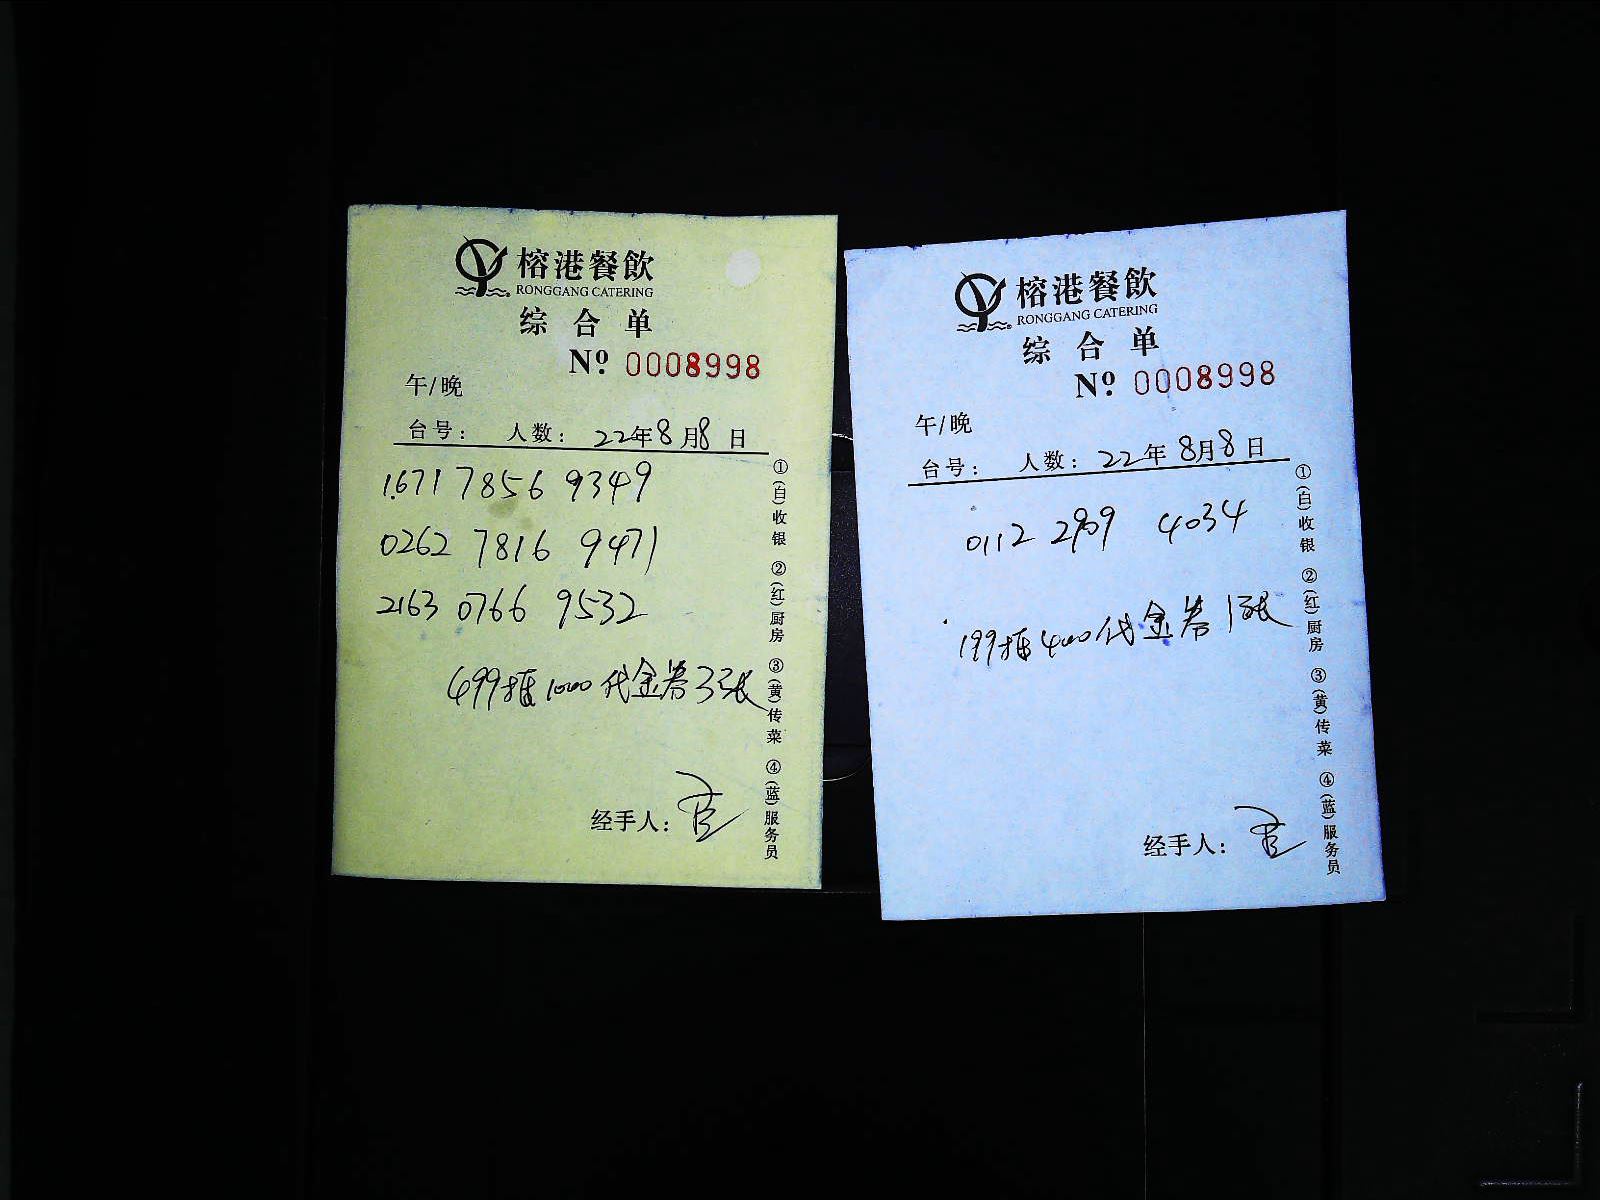 榕港餐飲
RONGGANG CATERING
综合单
Nº. 0008998
午/晚
台号： 人数： 22年8月8日
1671 7856 9349
0262 7816 9471
2163 0766 9532
499抵1000代金券3张
经手人：
①(白)收银 ②(红)厨房 ③(黄)传菜 ④(蓝)服务员
榕港餐飲
RONGGANG CATERING
综合单
Nº. 0008998
午/晚
台号： 人数： 22年8月8日
0112 2909 4034
199抵400代金券1张
经手人：
①(白)收银 ②(红)厨房 ③(黄)传菜 ④(蓝)服务员